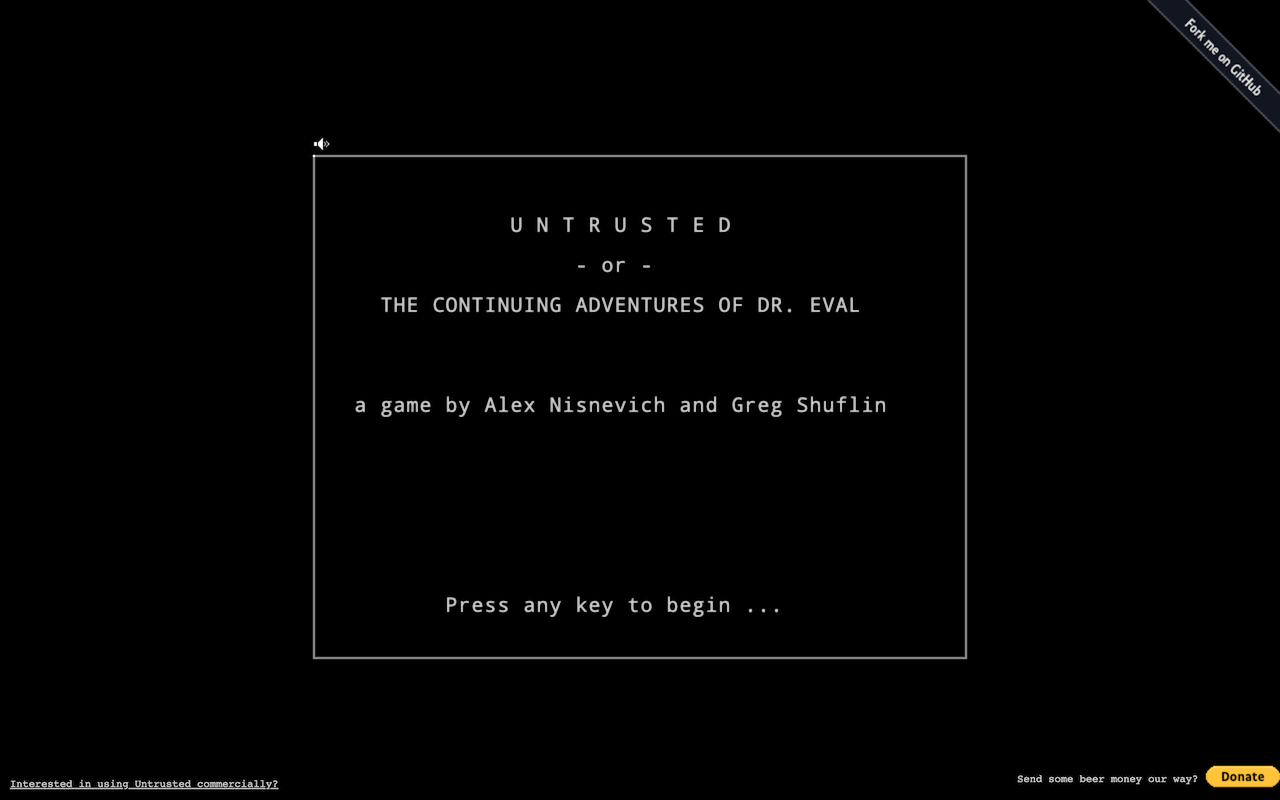 Fork me on GitHub
U N T R U S T E D
- or -
THE CONTINUING ADVENTURES OF DR. EVAL
a game by Alex Nisnevich and Greg Shuflin
Press any key to begin ...
Interested in using Untrusted commercially?
Send some beer money our way?
Donate